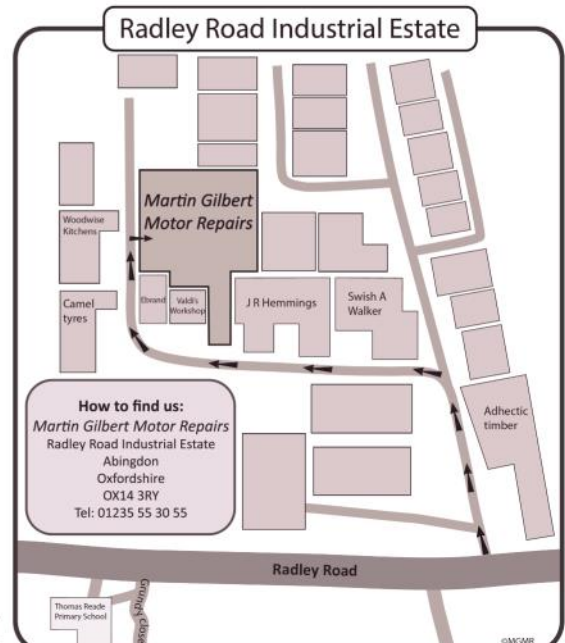 Radley Road Industrial Estate
Martin Gilbert
Motor Repairs
Woodwise
Kitchens
Camel
tyres
Ebrand
Valdi's
Workshop
J R Hemmings
Swish A
Walker
Adhectic
timber
How to find us:
Martin Gilbert Motor Repairs
Radley Road Industrial Estate
Abingdon
Oxfordshire
OX14 3RY
Tel: 01235 55 30 55
Radley Road
Thomas Reade
Primary School
Grundy Close
©MGMR